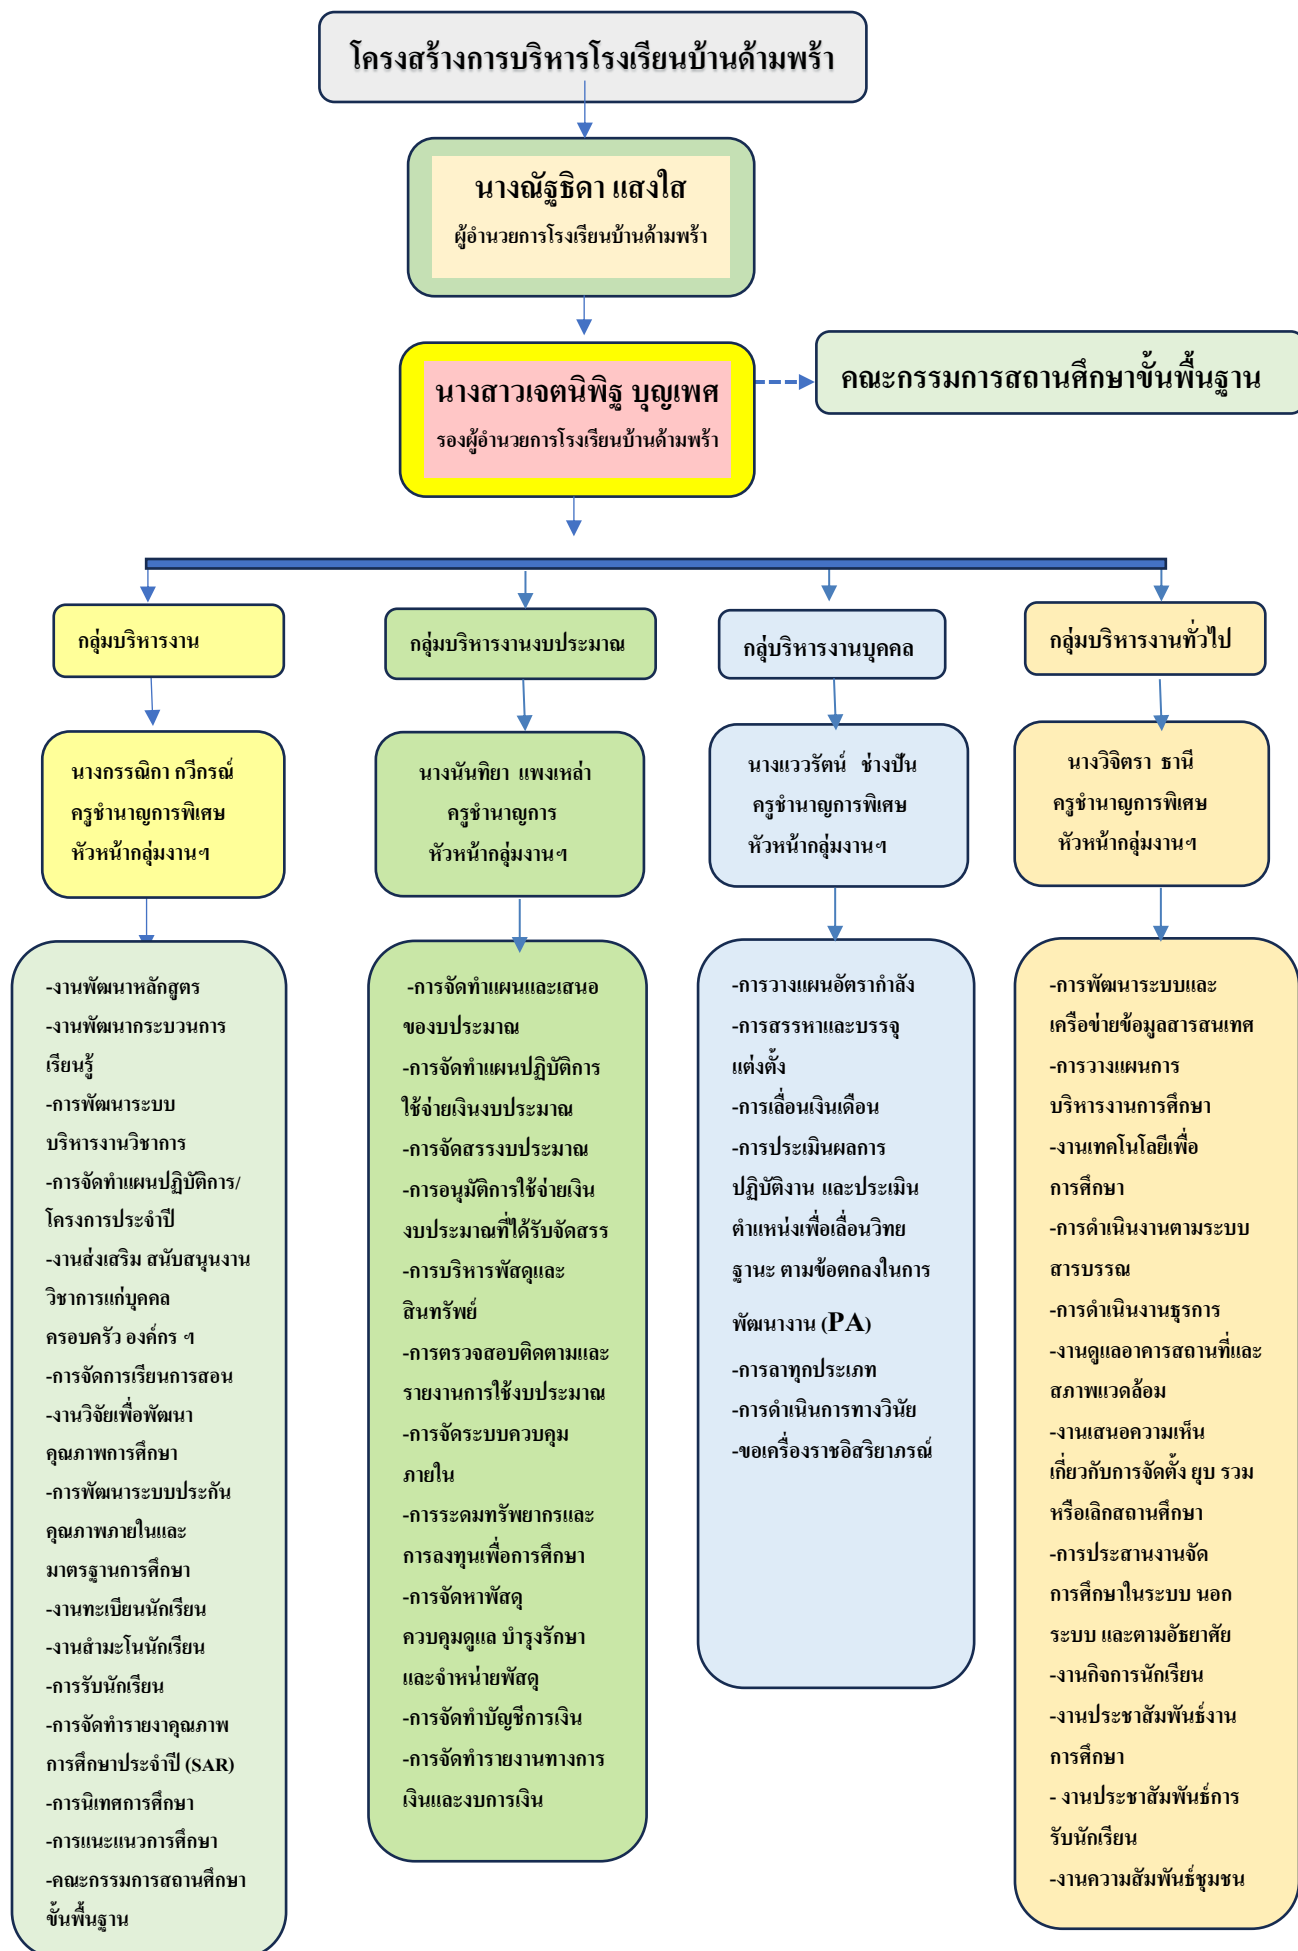 โครงสร้างการบริหารโรงเรียนบ้านด้ามพร้า
นางณัฐธิดา แสงใส
ผู้อำนวยการโรงเรียนบ้านด้ามพร้า
นางสาวเจตนิพิฐ บุญเพศ
รองผู้อำนวยการโรงเรียนบ้านด้ามพร้า
คณะกรรมการสถานศึกษาขั้นพื้นฐาน
กลุ่มบริหารงาน
นางกรรณิกา กวีกรณ์
ครูชำนาญการพิเศษ
หัวหน้ากลุ่มงานฯ
-งานพัฒนาหลักสูตร
-งานพัฒนากระบวนการ
เรียนรู้
-การพัฒนาระบบ
บริหารงานวิชาการ
-การจัดทำแผนปฏิบัติการ/
โครงการประจำปี
-งานส่งเสริม สนับสนุนงาน
วิชาการแก่บุคคล
ครอบครัว องค์กร ฯ
-การจัดการเรียนการสอน
-งานวิจัยเพื่อพัฒนา
คุณภาพการศึกษา
-การพัฒนาระบบประกัน
คุณภาพภายในและ
มาตรฐานการศึกษา
-งานทะเบียนนักเรียน
-งานสำมะโนนักเรียน
-การรับนักเรียน
-การจัดทำรายงาคุณภาพ
การศึกษาประจำปี (SAR)
-การนิเทศการศึกษา
-การแนะแนวการศึกษา
-คณะกรรมการสถานศึกษา
ขั้นพื้นฐาน
กลุ่มบริหารงานงบประมาณ
นางนันทิยา แพงเหล่า
ครูชำนาญการ
หัวหน้ากลุ่มงานฯ
-การจัดทำแผนและเสนอ
ของบประมาณ
-การจัดทำแผนปฏิบัติการ
ใช้จ่ายเงินงบประมาณ
-การจัดสรรงบประมาณ
-การอนุมัติการใช้จ่ายเงิน
งบประมาณที่ได้รับจัดสรร
-การบริหารพัสดุและ
สินทรัพย์
-การตรวจสอบติดตามและ
รายงานการใช้งบประมาณ
-การจัดระบบควบคุม
ภายใน
-การระดมทรัพยากรและ
การลงทุนเพื่อการศึกษา
-การจัดหาพัสดุ
ควบคุมดูแล บำรุงรักษา
และจำหน่ายพัสดุ
-การจัดทำบัญชีการเงิน
-การจัดทำรายงานทางการ
เงินและงบการเงิน
กลุ่บริหารงานบุคคล
นางแววรัตน์ ช่างปั้น
ครูชำนาญการพิเศษ
หัวหน้ากลุ่มงานฯ
-การวางแผนอัตรากำลัง
-การสรรหาและบรรจุ
แต่งตั้ง
-การเลื่อนเงินเดือน
-การประเมินผลการ
ปฏิบัติงาน และประเมิน
ตำแหน่งเพื่อเลื่อนวิทย
ฐานะ ตามข้อตกลงในการ
พัฒนางาน (PA)
-การลาทุกประเภท
-การดำเนินการทางวินัย
-ขอเครื่องราชอิสริยาภรณ์
กลุ่มบริหารงานทั่วไป
นางวิจิตรา ธานี
ครูชำนาญการพิเศษ
หัวหน้ากลุ่มงานฯ
-การพัฒนาระบบและ
เครือข่ายข้อมูลสารสนเทศ
-การวางแผนการ
บริหารงานการศึกษา
-งานเทคโนโลยีเพื่อ
การศึกษา
-การดำเนินงานตามระบบ
สารบรรณ
-การดำเนินงานธุรการ
-งานดูแลอาคารสถานที่และ
สภาพแวดล้อม
-งานเสนอความเห็น
เกี่ยวกับการจัดตั้ง ยุบ รวม
หรือเลิกสถานศึกษา
-การประสานงานจัด
การศึกษาในระบบ นอก
ระบบ และตามอัธยาศัย
-งานกิจการนักเรียน
-งานประชาสัมพันธ์งาน
การศึกษา
- งานประชาสัมพันธ์การ
รับนักเรียน
-งานความสัมพันธ์ชุมชน